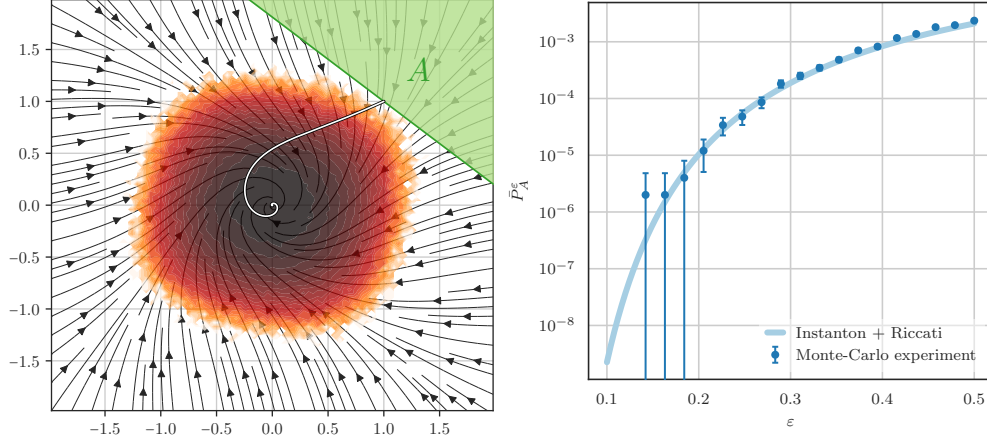 1.5
1.0
0.5
0.0
−0.5
−1.0
−1.5
−1.5 −1.0 −0.5 0.0 0.5 1.0 1.5
A
10⁻³
10⁻⁴
10⁻⁵
10⁻⁶
10⁻⁷
10⁻⁸
P̄ᴬᵋ
0.1 0.2 0.3 0.4 0.5
ε
Instanton + Riccati
Monte-Carlo experiment